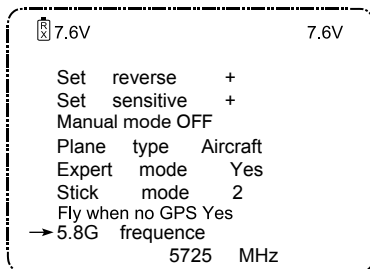 RX 7.6V 7.6V
Set reverse +
Set sensitive +
Manual mode OFF
Plane type Aircraft
Expert mode Yes
Stick mode 2
Fly when no GPS Yes
→5.8G frequence
5725 MHz